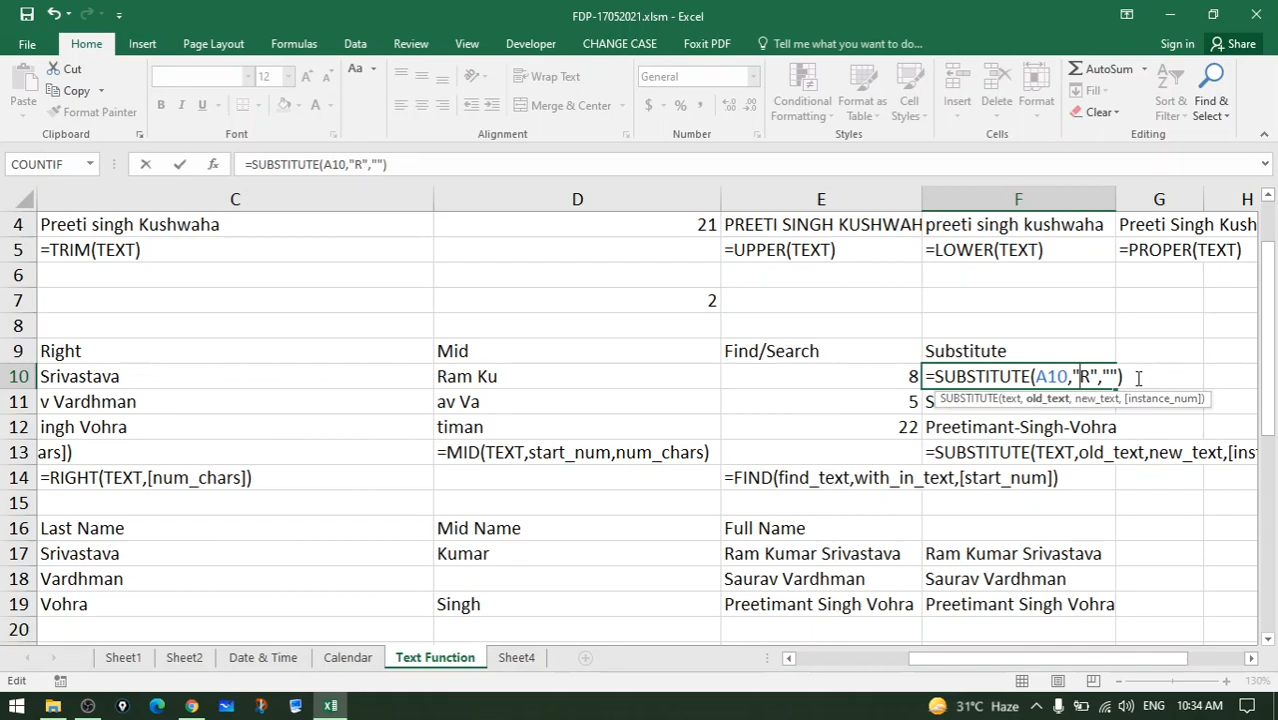 FDP-17052021.xlsm - Excel
File Home Insert Page Layout Formulas Data Review View Developer CHANGE CASE Foxit PDF Tell me what you want to do... Sign in Share
Paste Cut Copy Format Painter
12
Wrap Text
Merge & Center
General
Conditional Formatting Format as Table Cell Styles
Insert Delete Format
AutoSum Fill Clear
Sort & Filter Find & Select
Clipboard Font Alignment Number Styles Cells Editing
COUNTIF =SUBSTITUTE(A10,"R","")
C D E F G H
4 Preeti singh Kushwaha 21 PREETI SINGH KUSHWAH preeti singh kushwaha Preeti Singh Kush
5 =TRIM(TEXT) =UPPER(TEXT) =LOWER(TEXT) =PROPER(TEXT)
6
7 2
8
9 Right Mid Find/Search Substitute
10 Srivastava Ram Ku 8 =SUBSTITUTE(A10,"R","")
SUBSTITUTE(text, old_text, new_text, [instance_num])
11 v Vardhman av Va 5 S
12 ingh Vohra timan 22 Preetimant-Singh-Vohra
13 ars]) =MID(TEXT,start_num,num_chars) =SUBSTITUTE(TEXT,old_text,new_text,[ins
14 =RIGHT(TEXT,[num_chars]) =FIND(find_text,with_in_text,[start_num)
15
16 Last Name Mid Name Full Name
17 Srivastava Kumar Ram Kumar Srivastava Ram Kumar Srivastava
18 Vardhman Saurav Vardhman Saurav Vardhman
19 Vohra Singh Preetimant Singh Vohra Preetimant Singh Vohra
20
Sheet1 Sheet2 Date & Time Calendar Text Function Sheet4
Edit 130%
31°C Haze ENG 10:34 AM